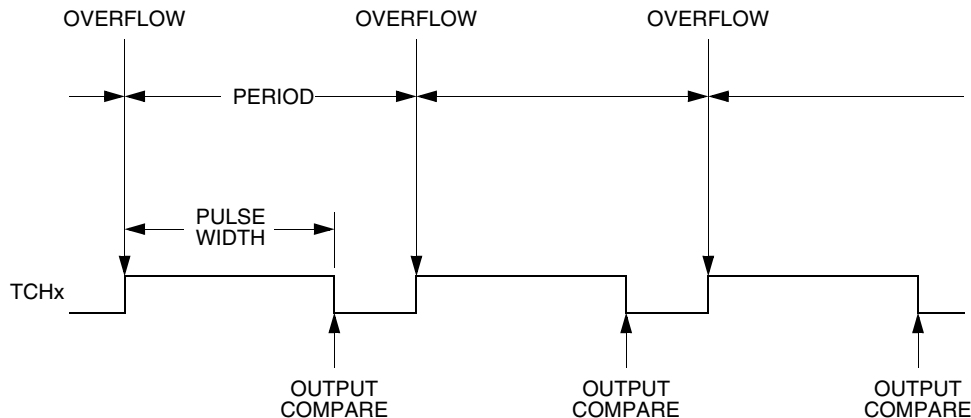 OVERFLOW OVERFLOW OVERFLOW
PERIOD
PULSE
WIDTH
TCHx
OUTPUT
COMPARE
OUTPUT
COMPARE
OUTPUT
COMPARE